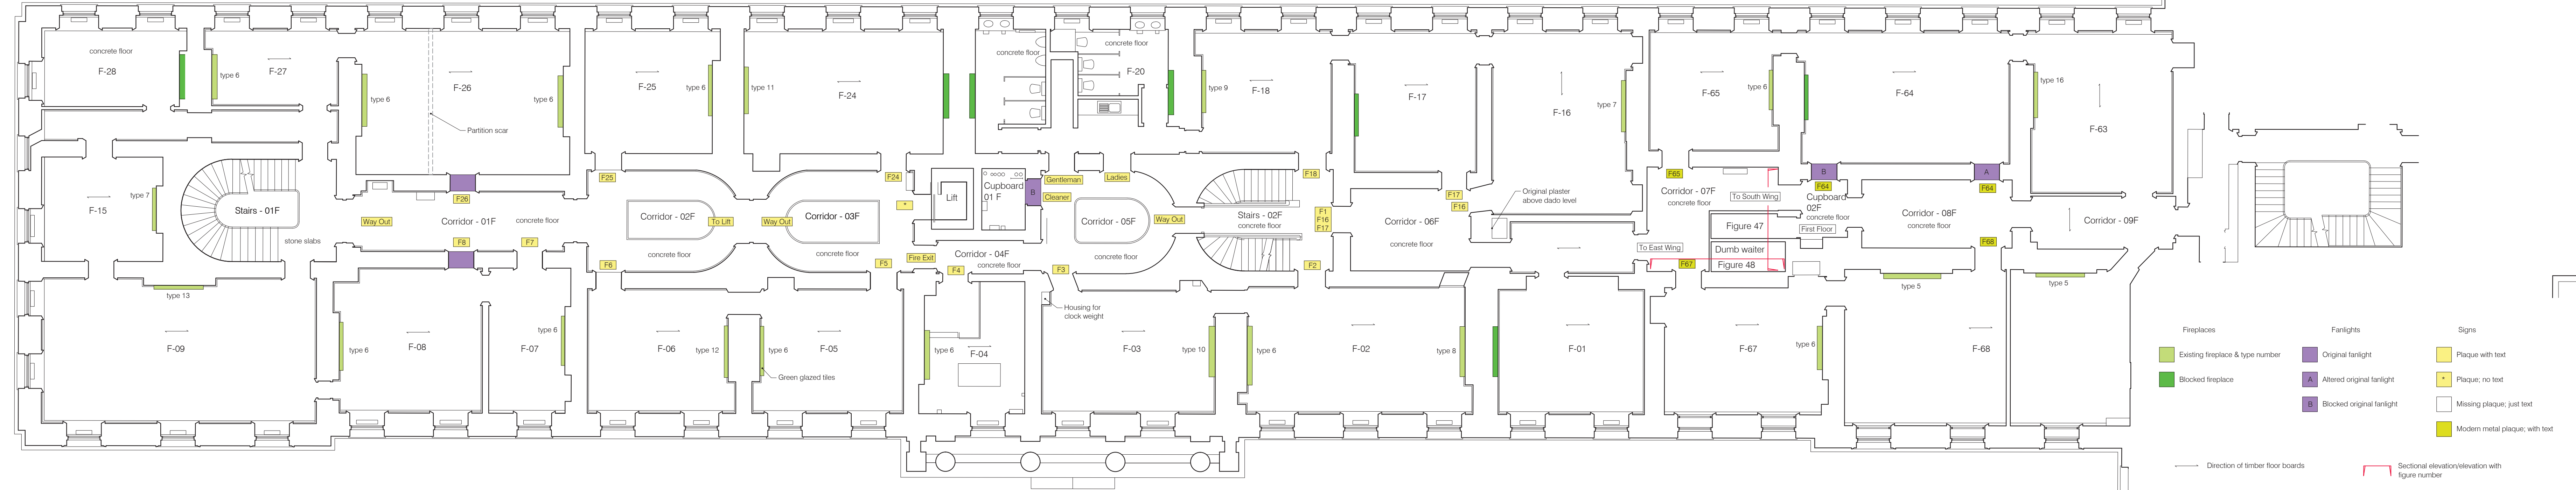 concrete floor
F-28
type 6
F-27
type 6
F-26
type 6
Partition scar
F-25
type 6
type 11
F-24
concrete floor
concrete floor
F-20
type 9
F-18
F-17
F-16
type 7
F-65
type 6
F-64
type 16
F-63
F-15
type 7
Stairs - 01F
stone slabs
Way Out
F26
Corridor - 01F
concrete floor
F8
F7
F25
Corridor - 02F
To Lift
concrete floor
F6
Way Out
Corridor - 03F
concrete floor
F24
*
F5
Lift
Cupboard
01 F
B
Gentleman
Cleaner
Ladies
Fire Exit
Corridor - 04F
concrete floor
F4
F3
Corridor - 05F
concrete floor
Way Out
Stairs - 02F
concrete floor
F18
F1
F16
F17
F2
Corridor - 06F
concrete floor
F17
F16
Original plaster
above dado level
F65
Corridor - 07F
concrete floor
To South Wing
To East Wing
F67
Figure 47
Dumb waiter
Figure 48
B
F64
Cupboard
02F
concrete floor
First Floor
A
F64
Corridor - 08F
concrete floor
F68
Corridor - 09F
type 13
F-09
type 6
F-08
type 6
F-07
F-06
type 12
type 6
F-05
Green glazed tiles
type 6
F-04
Housing for
clock weight
F-03
type 10
type 6
F-02
type 8
F-01
F-67
type 6
type 5
F-68
type 5
Fireplaces
Existing fireplace & type number
Blocked fireplace
Fanlights
Original fanlight
A
Altered original fanlight
B
Blocked original fanlight
Signs
Plaque with text
*
Plaque; no text
Missing plaque; just text
Modern metal plaque; with text
Direction of timber floor boards
Sectional elevation/elevation with
figure number